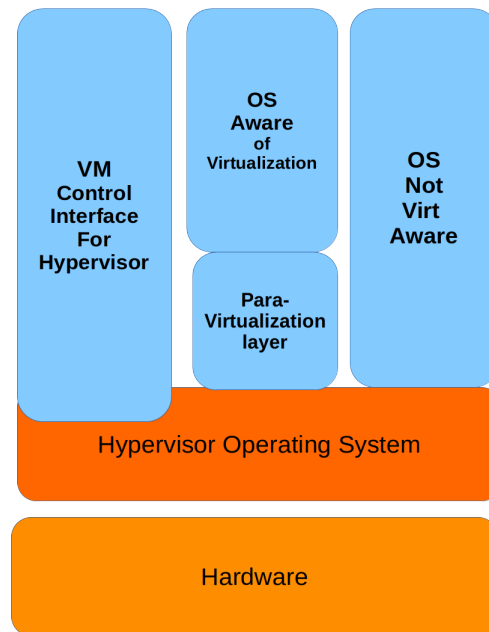 VM
Control
Interface
For
Hypervisor
OS
Aware
of
Virtualization
Para-
Virtualization
layer
OS
Not
Virt
Aware
Hypervisor Operating System
Hardware